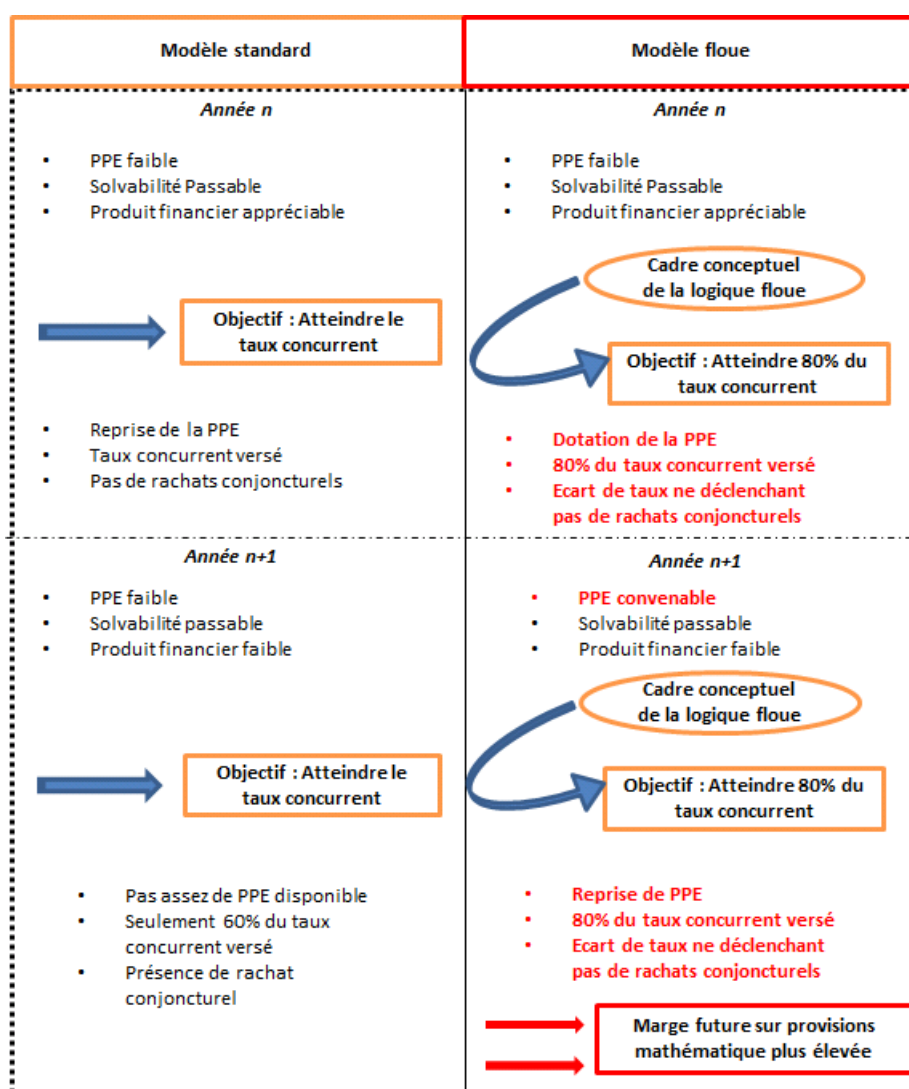 Modèle standard
Modèle floue
Année n
• PPE faible
• Solvabilité Passable
• Produit financier appréciable
Objectif : Atteindre le
taux concurrent
• Reprise de la PPE
• Taux concurrent versé
• Pas de rachats conjoncturels
Année n
• PPE faible
• Solvabilité Passable
• Produit financier appréciable
Cadre conceptuel
de la logique floue
Objectif : Atteindre 80% du
taux concurrent
• Dotation de la PPE
• 80% du taux concurrent versé
• Ecart de taux ne déclenchant
pas de rachats conjoncturels
Année n+1
• PPE faible
• Solvabilité passable
• Produit financier faible
Objectif : Atteindre le
taux concurrent
• Pas assez de PPE disponible
• Seulement 60% du taux
concurrent versé
• Présence de rachat
conjoncturel
Année n+1
• PPE convenable
• Solvabilité passable
• Produit financier faible
Cadre conceptuel
de la logique floue
Objectif : Atteindre 80% du
taux concurrent
• Reprise de PPE
• 80% du taux concurrent versé
• Ecart de taux ne déclenchant
pas de rachats conjoncturels
Marge future sur provisions
mathématique plus élevée